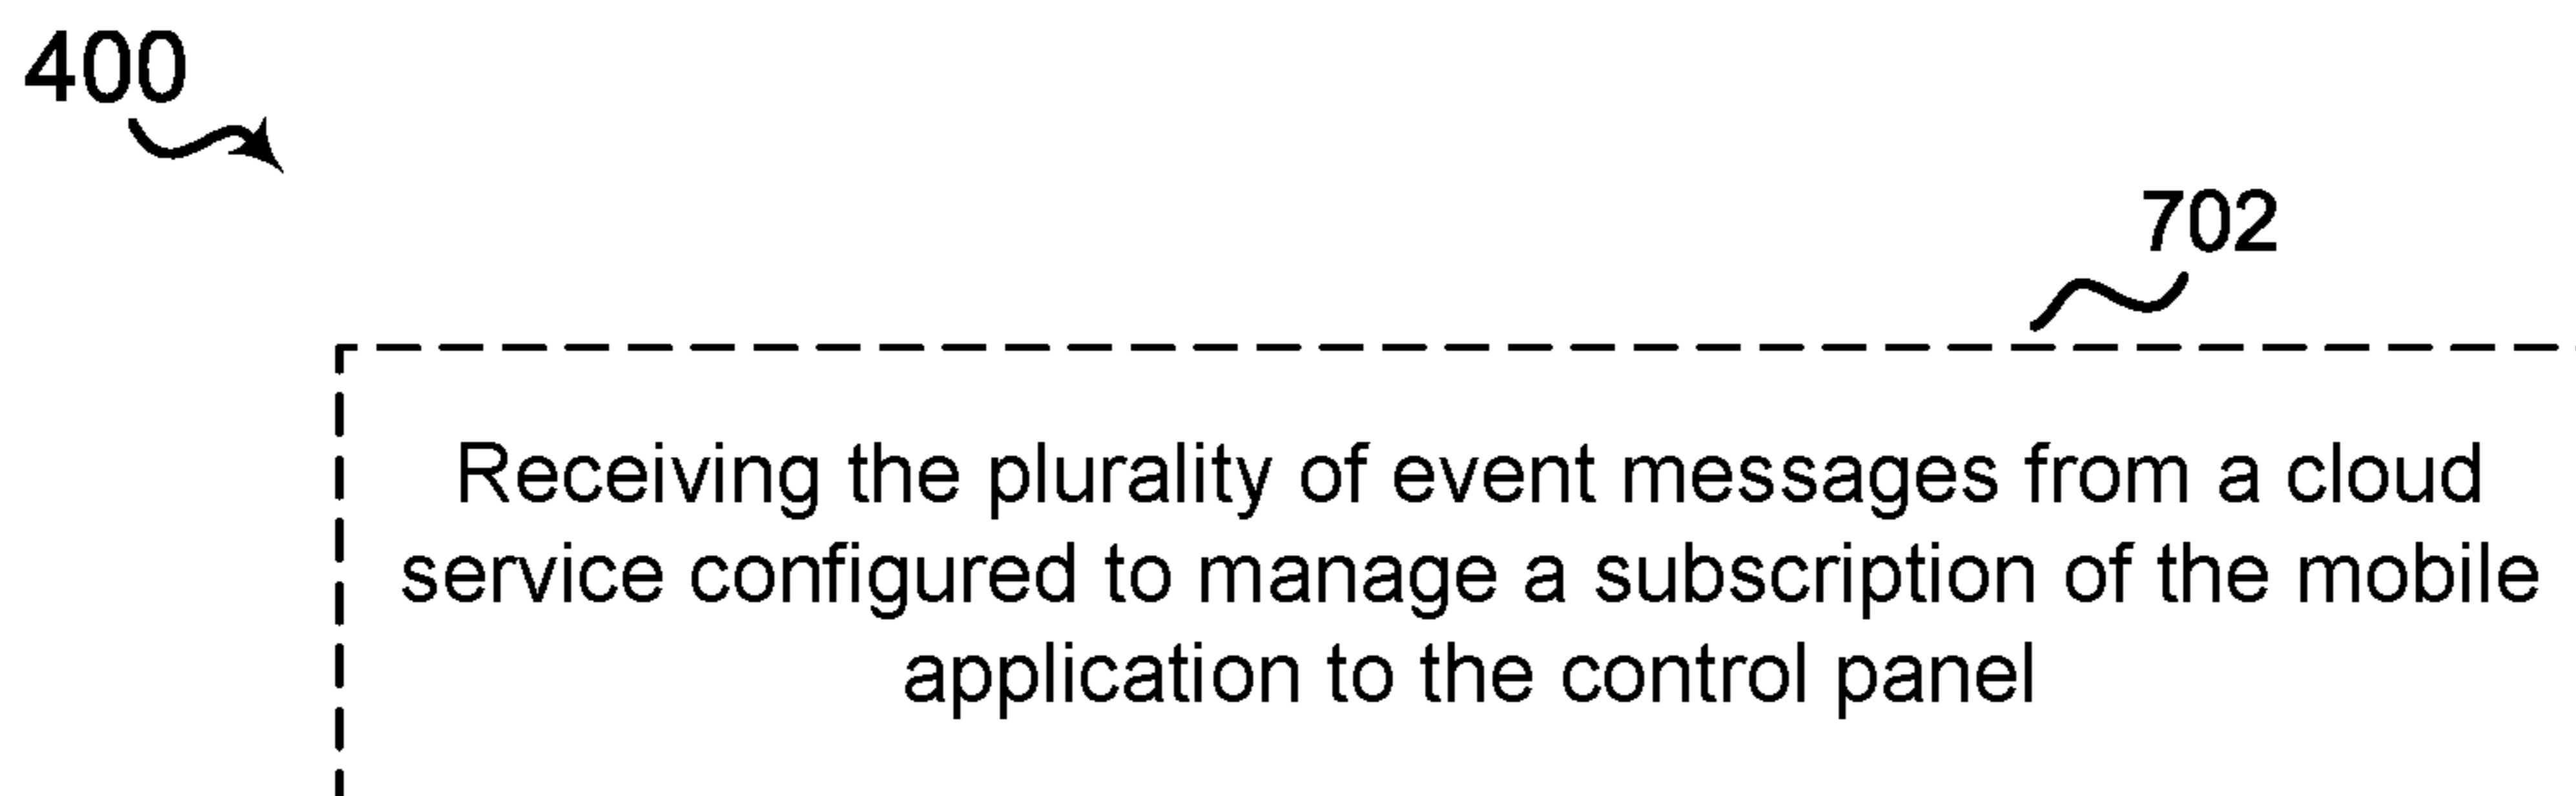 400
702
Receiving the plurality of event messages from a cloud
service configured to manage a subscription of the mobile
application to the control panel